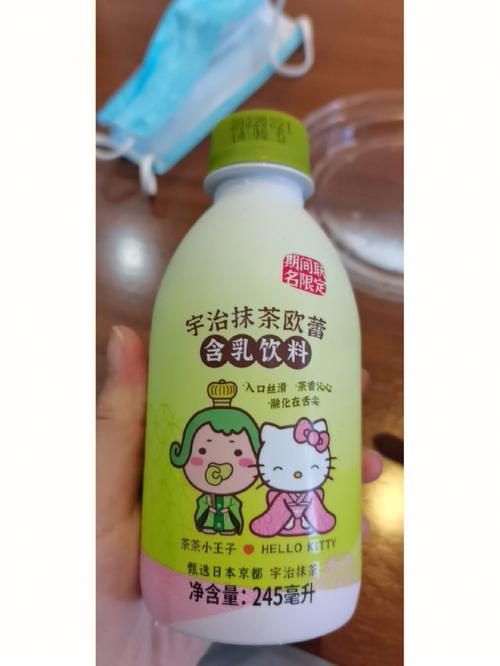 20220221
期间联
名限定
宇治抹茶欧蕾
含乳饮料
·入口丝滑 ·茶香沁心
·融化在舌尖
茶茶小王子 ♥ HELLO KITTY
甄选日本京都 宇治抹茶
净含量: 245毫升